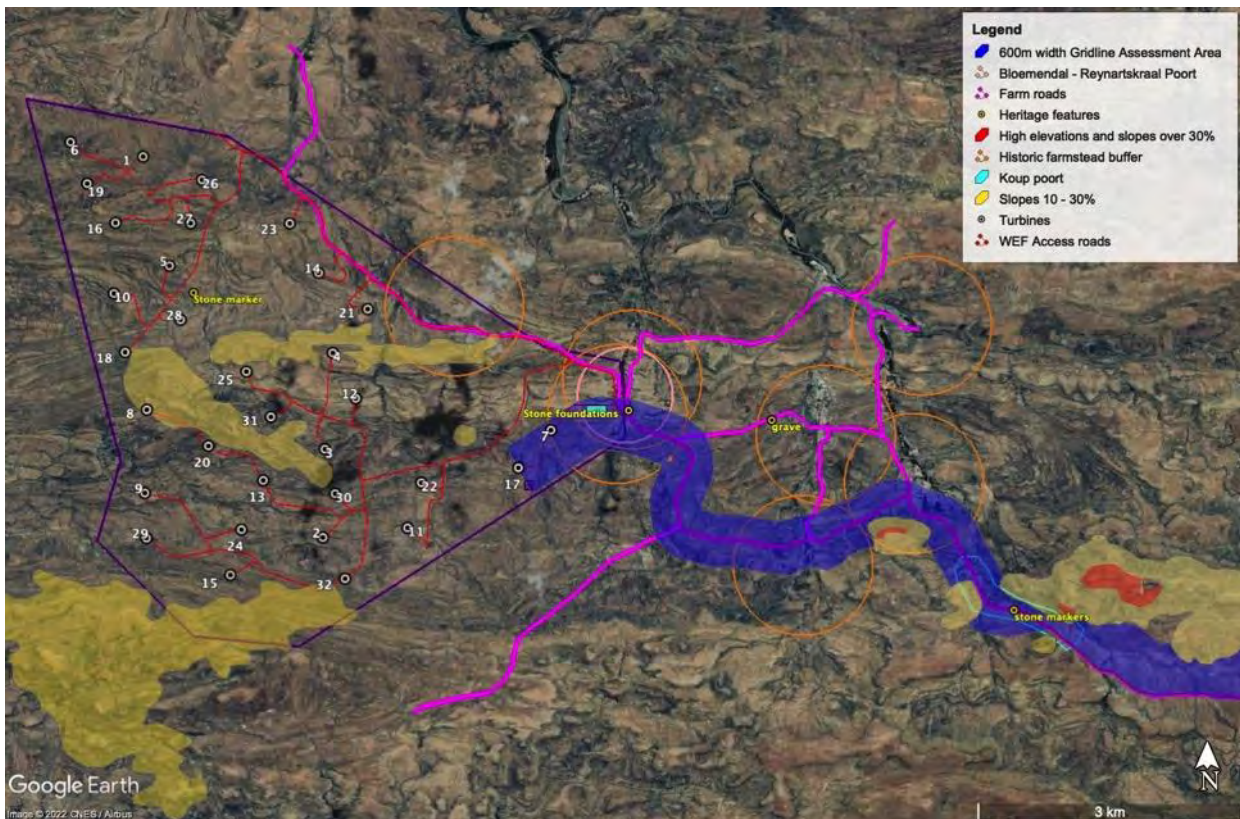 Legend
600m width Gridline Assessment Area
Bloemendal - Reynartskraal Poort
Farm roads
Heritage features
High elevations and slopes over 30%
Historic farmstead buffer
Koup poort
Slopes 10 - 30%
Turbines
WEF Access roads
6
1
19
26
16
27
23
5
14
10
Stone marker
21
28
18
4
25
12
8
31
Stone foundations
grave
7
20
3
17
13
22
9
30
29
24
2
11
15
32
stone markers
Google Earth
Image © 2022 CNES / Airbus
N
3 km